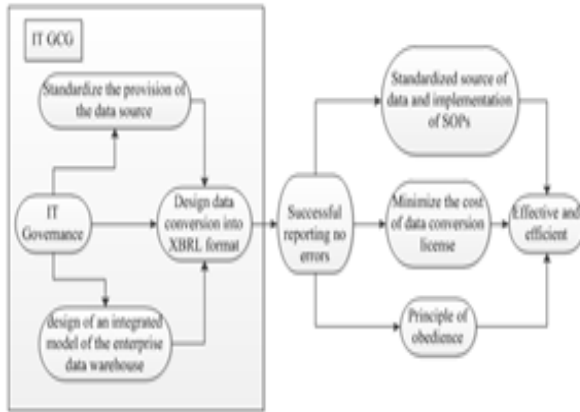 IT GCG
Standardize the provision of
the data source
IT
Governance
Design data
conversion into
XBRL format
design of an integrated
model of the enterprise
data warehouse
Successful
reporting no
errors
Standardized source of
data and implementation
of SOPs
Minimize the cost
of data conversion
license
Principle of
obedience
Effective and
efficient